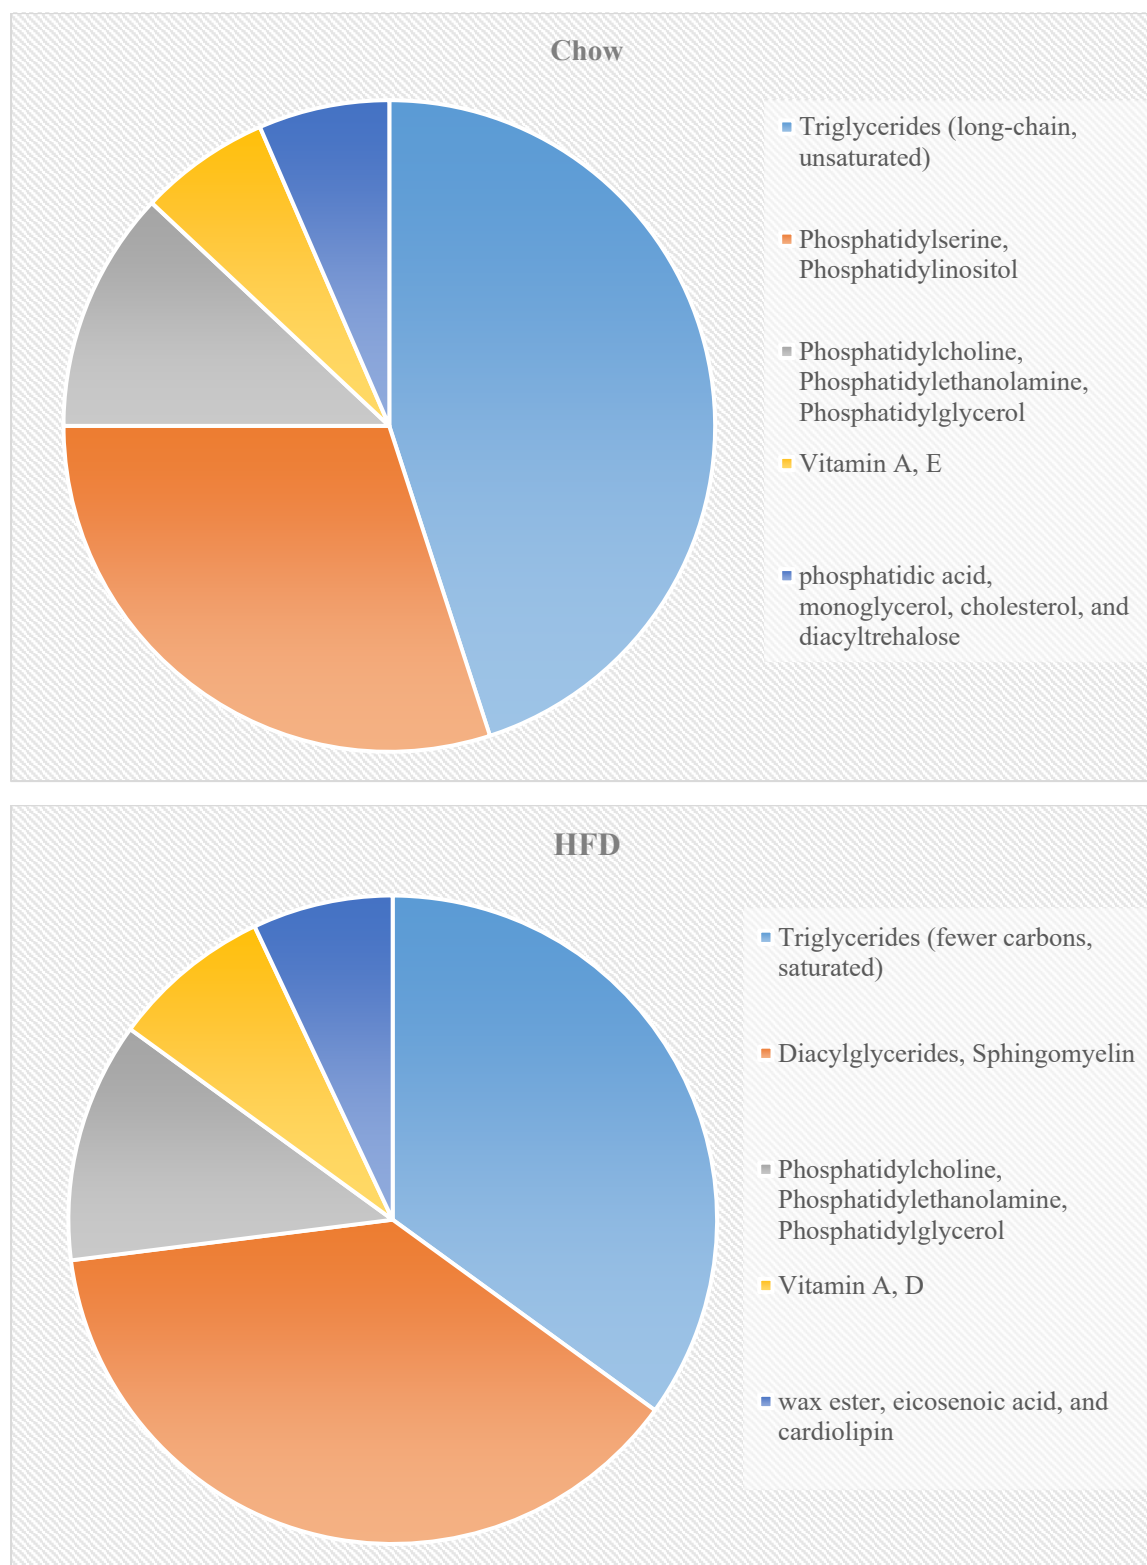 Chow
Triglycerides (long-chain,
unsaturated)
Phosphatidylserine,
Phosphatidylinositol
Phosphatidylcholine,
Phosphatidylethanolamine,
Phosphatidylglycerol
Vitamin A, E
phosphatidic acid,
monoglycerol, cholesterol, and
diacyltrehalose
HFD
Triglycerides (fewer carbons,
saturated)
Diacylglycerides, Sphingomyelin
Phosphatidylcholine,
Phosphatidylethanolamine,
Phosphatidylglycerol
Vitamin A, D
wax ester, eicosenoic acid, and
cardiolipin